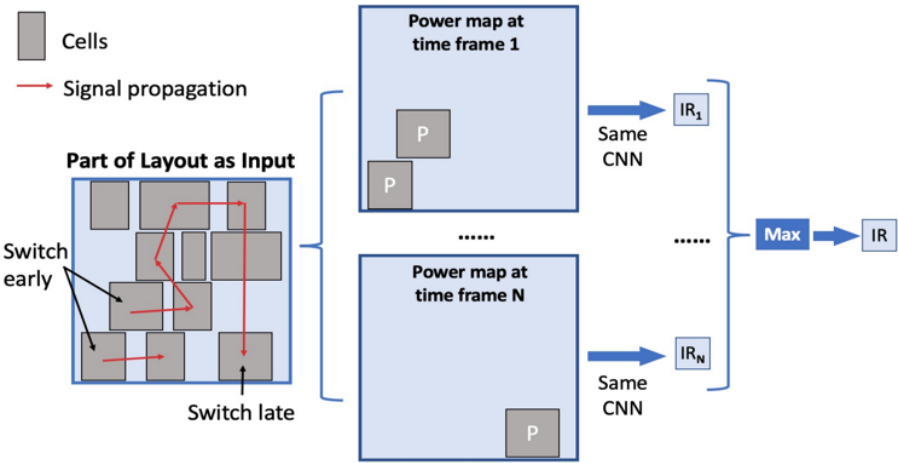 Cells
Signal propagation
Part of Layout as Input
Switch
early
Switch late
Power map at
time frame 1
P
P
Same
CNN
IR1
......
......
Power map at
time frame N
P
Same
CNN
IRN
Max
IR